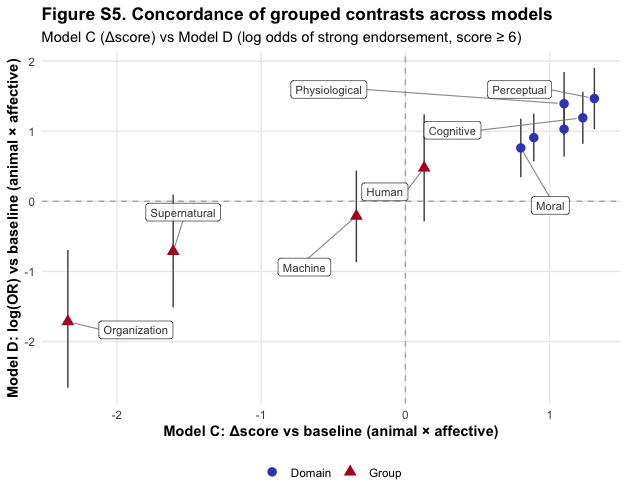 Figure S5. Concordance of grouped contrasts across models
Model C (Δscore) vs Model D (log odds of strong endorsement, score ≥ 6)
Model D: log(OR) vs baseline (animal × affective)
2
1
0
-1
-2
Physiological
Perceptual
Cognitive
Human
Moral
Supernatural
Machine
Organization
-2
-1
0
1
Model C: Δscore vs baseline (animal × affective)
Domain
Group